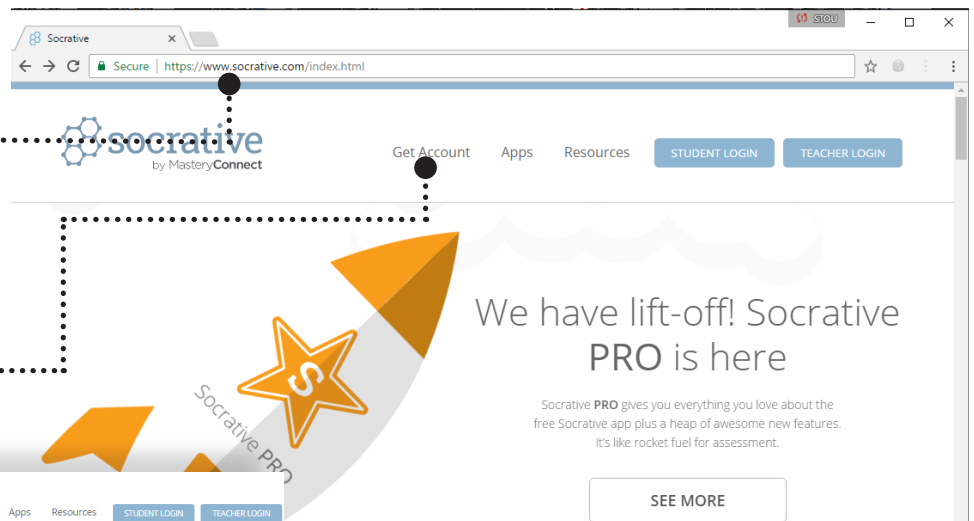 STOU
Socrative
Secure | https://www.socrative.com/index.html
socrative
by MasteryConnect
Get Account Apps Resources STUDENT LOGIN TEACHER LOGIN
We have lift-off! Socrative
PRO is here
S
Socrative PRO
Socrative PRO gives you everything you love about the
free Socrative app plus a heap of awesome new features.
It's like rocket fuel for assessment.
SEE MORE
Apps Resources STUDENT LOGIN TEACHER LOGIN